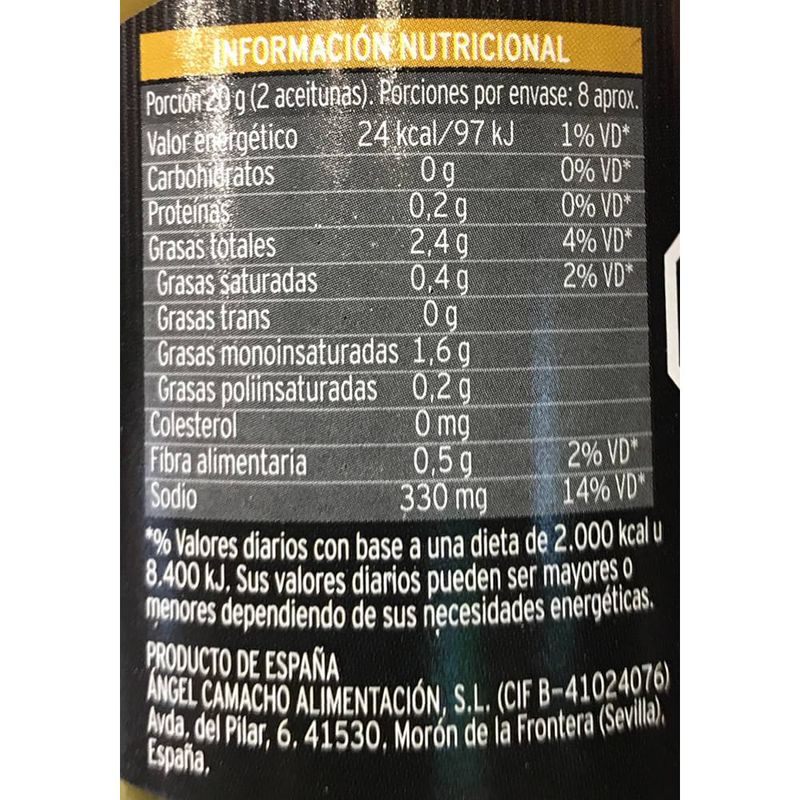 INFORMACIÓN NUTRICIONAL
Porción 20 g (2 aceitunas). Porciones por envase: 8 aprox.
Valor energético 24 kcal/97 kJ 1% VD*
Carbohidratos 0 g 0% VD*
Proteínas 0,2 g 0% VD*
Grasas totales 2,4 g 4% VD*
Grasas saturadas 0,4 g 2% VD*
Grasas trans 0 g
Grasas monoinsaturadas 1,6 g
Grasas poliinsaturadas 0,2 g
Colesterol 0 mg
Fibra alimentaria 0,5 g 2% VD*
Sodio 330 mg 14% VD*
*% Valores diarios con base a una dieta de 2.000 kcal u
8.400 kJ. Sus valores diarios pueden ser mayores o
menores dependiendo de sus necesidades energéticas.
PRODUCTO DE ESPAÑA
ÁNGEL CAMACHO ALIMENTACIÓN, S.L. (CIF B-41024076)
Avda. del Pilar, 6. 41530. Morón de la Frontera (Sevilla).
España.